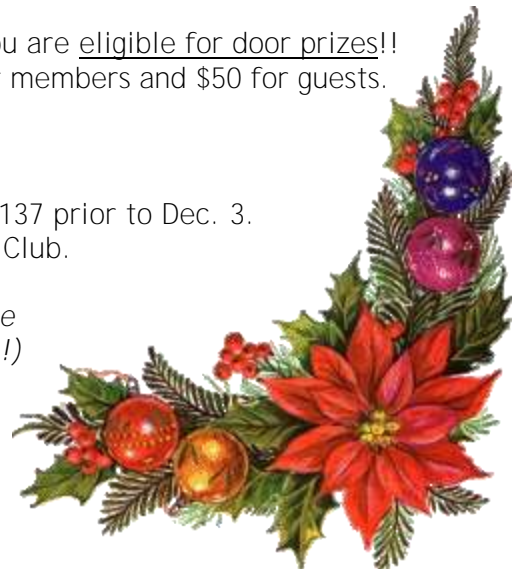 ou are eligible for door prizes!!
r members and $50 for guests.
137 prior to Dec. 3.
Club.
e
!)